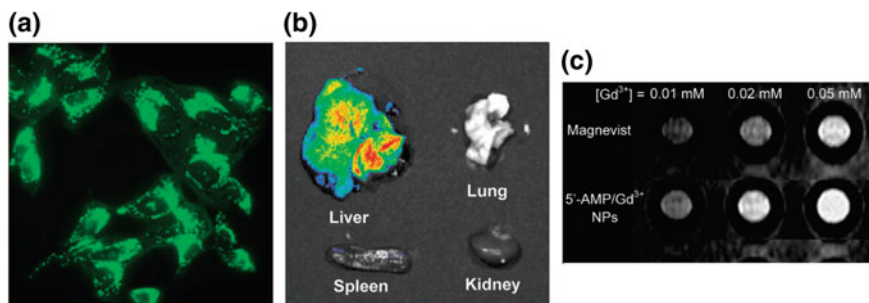 (a)
(b)
(c)
Liver
Lung
Spleen
Kidney
[Gd³⁺] = 0.01 mM 0.02 mM 0.05 mM
Magnevist
5'-AMP/Gd³⁺
NPs